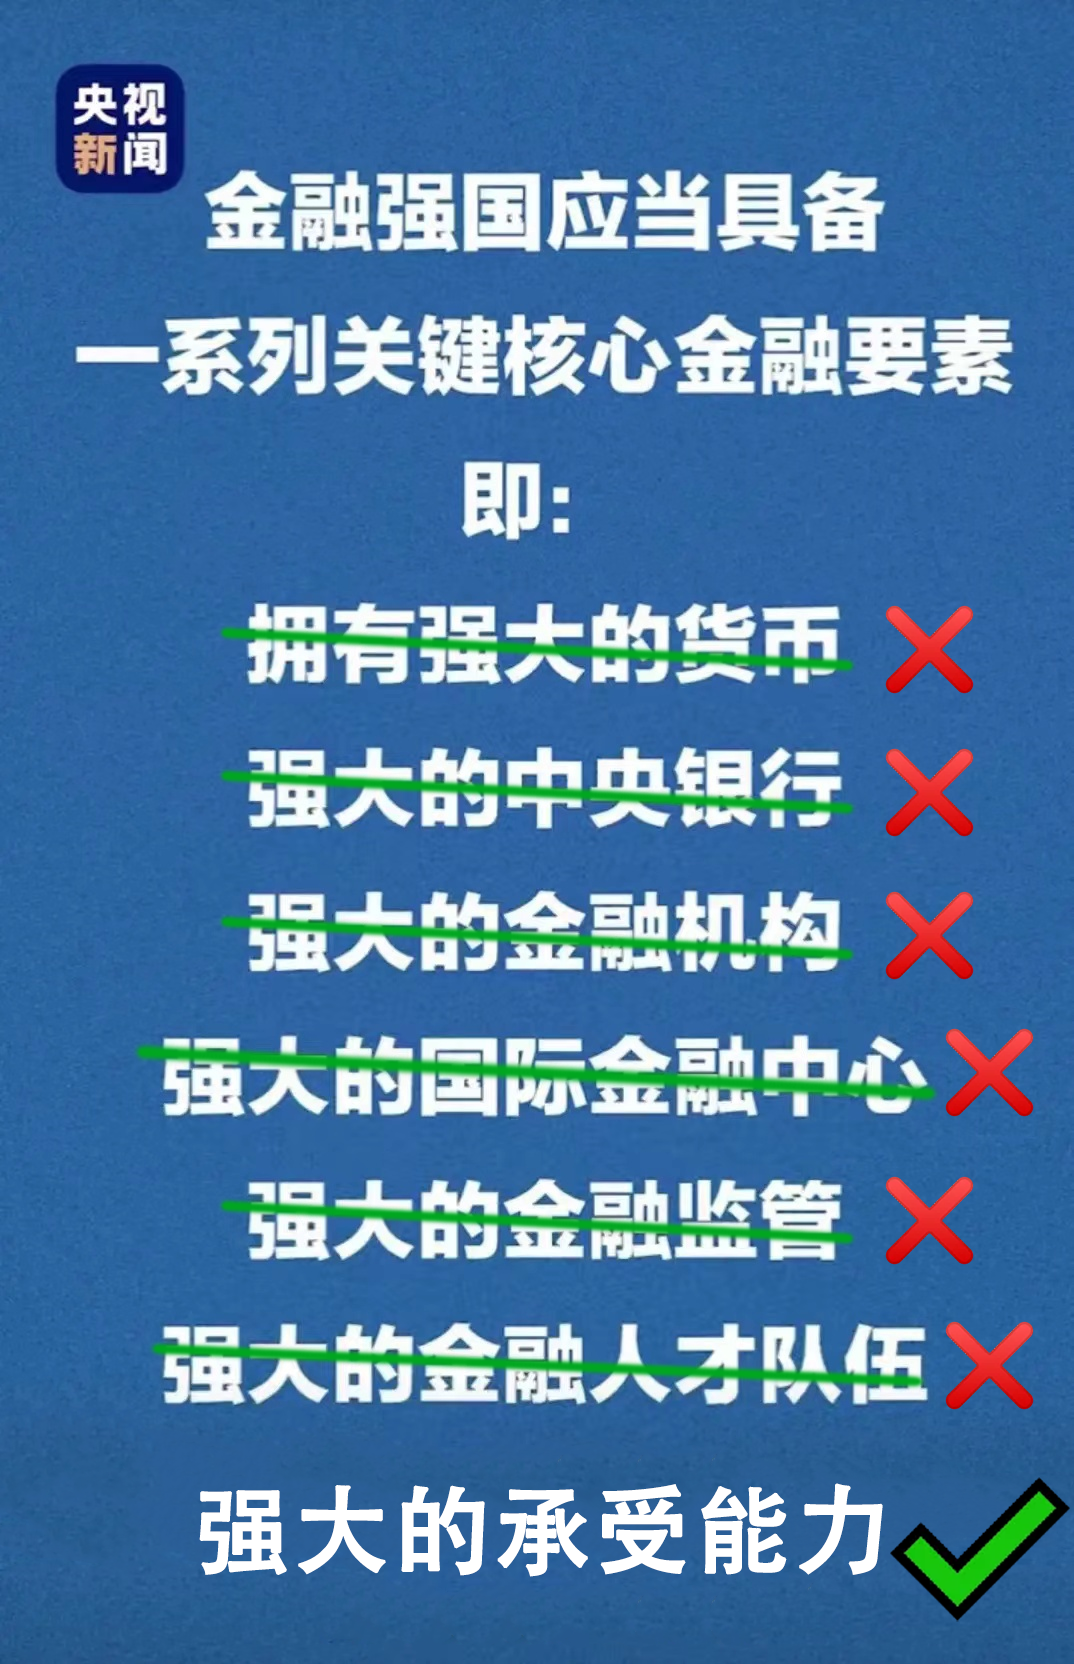 央视
新闻
金融强国应当具备
一系列关键核心金融要素
即：
拥有强大的货币
强大的中央银行
强大的金融机构
强大的国际金融中心
强大的金融监管
强大的金融人才队伍
强大的承受能力